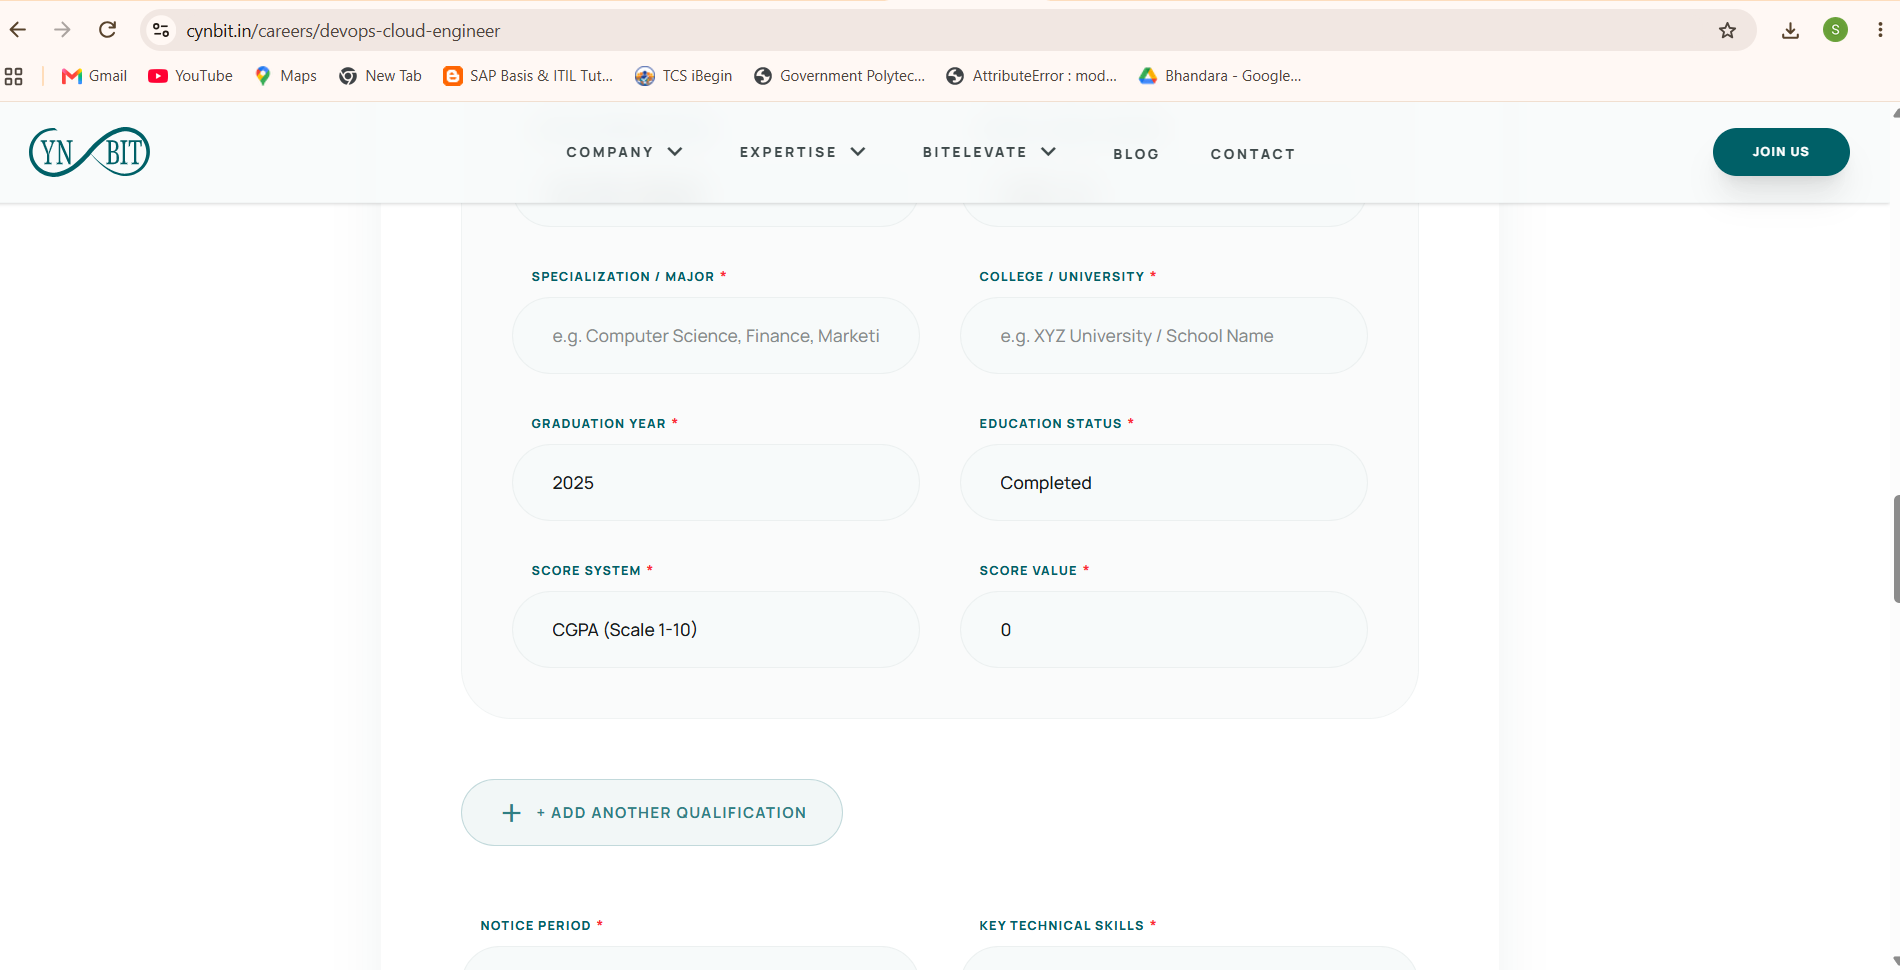 cynbit.in/careers/devops-cloud-engineer
S
Gmail YouTube Maps New Tab SAP Basis & ITIL Tut... TCS iBegin Government Polytec... AttributeError : mod... Bhandara - Google...
CYN BIT
COMPANY EXPERTISE BITELEVATE BLOG CONTACT
JOIN US
SPECIALIZATION / MAJOR * COLLEGE / UNIVERSITY *
e.g. Computer Science, Finance, Marketi e.g. XYZ University / School Name
GRADUATION YEAR * EDUCATION STATUS *
2025 Completed
SCORE SYSTEM * SCORE VALUE *
CGPA (Scale 1-10) 0
+ ADD ANOTHER QUALIFICATION
NOTICE PERIOD * KEY TECHNICAL SKILLS *